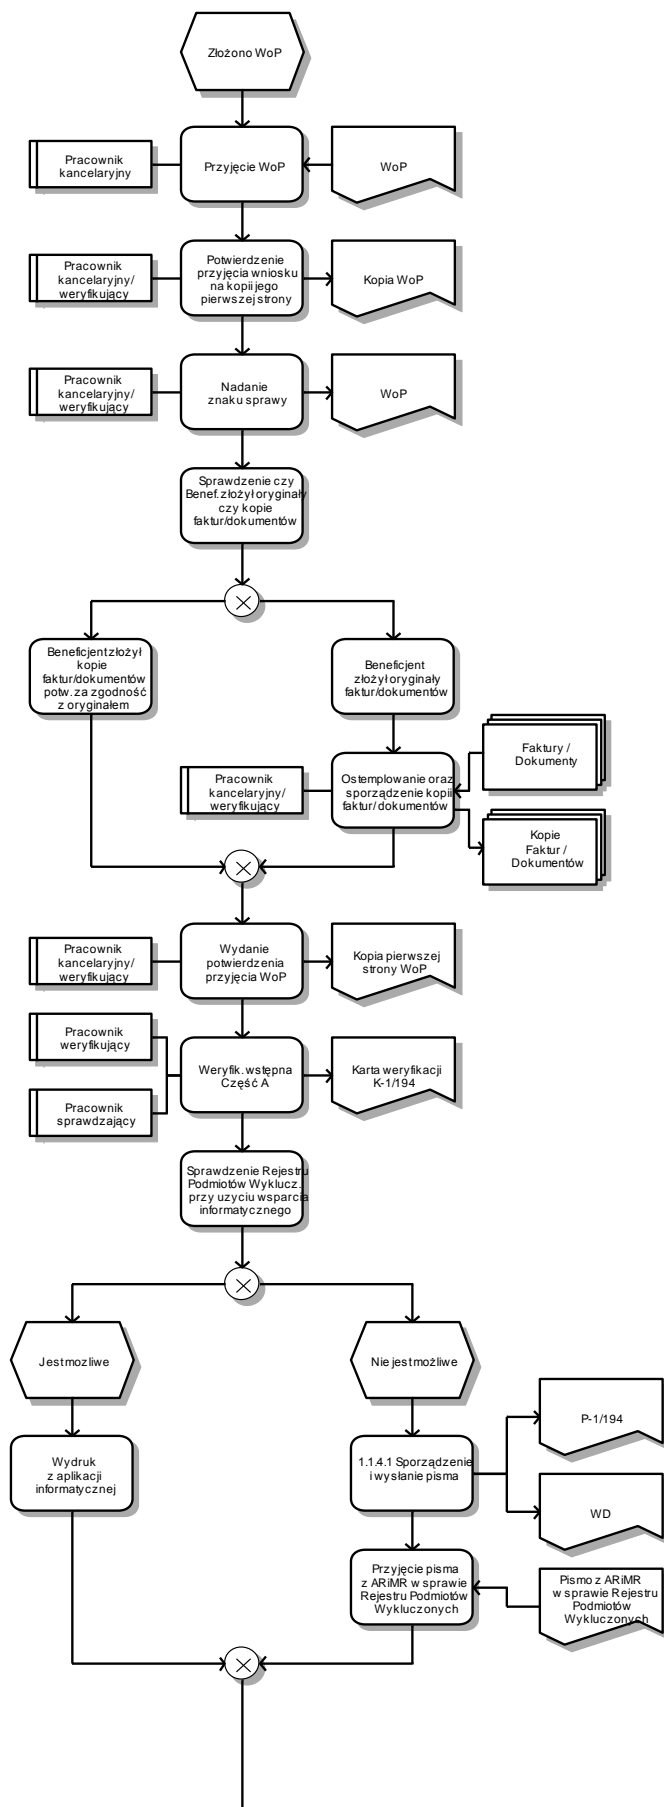 Złożono WoP
Pracownik
kancelaryjny
Przyjęcie WoP
WoP
Pracownik
kancelaryjny/
weryfikujący
Potwierdzenie
przyjęcia wniosku
na kopii jego
pierwszej strony
Kopia WoP
Pracownik
kancelaryjny/
weryfikujący
Nadanie
znaku sprawy
WoP
Sprawdzenie czy
Benef. złożył oryginały
czy kopie
faktur/dokumentów
Beneficjent złożył
kopie
faktur/dokumentów
potw. za zgodność
z oryginałem
Beneficjent
złożył oryginały
faktur/dokumentów
Pracownik
kancelaryjny/
weryfikujący
Ostemplowanie oraz
sporządzenie kopii
faktur/ dokumentów
Faktury /
Dokumenty
Kopie
Faktur /
Dokumentów
Pracownik
kancelaryjny/
weryfikujący
Wydanie
potwierdzenia
przyjęcia WoP
Kopia pierwszej
strony WoP
Pracownik
weryfikujący
Pracownik
sprawdzający
Weryfik. wstępna
Część A
Karta weryfikacji
K-1/194
Sprawdzenie Rejestru
Podmiotów Wyklucz.
przy uzyciu wsparcia
informatycznego
Jest mozliwe
Nie jest możliwe
Wydruk
z aplikacji
informatycznej
1.1.4.1 Sporządzenie
i wysłanie pisma
P-1/194
WD
Przyjęcie pisma
z ARiMR w sprawie
Rejestru Podmiotów
Wykluczonych
Pismo z ARiMR
w sprawie Rejestru
Podmiotów
Wykluczonych